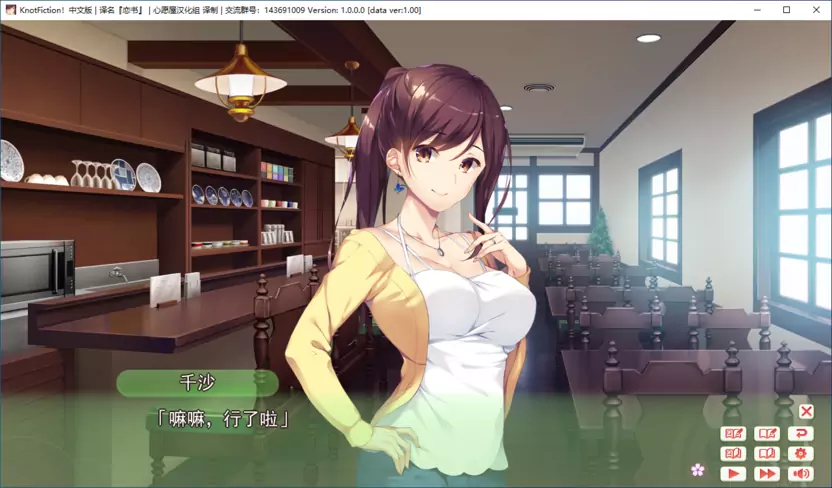 KnotFiction! 中文版 | 译名『恋书』 | 心愿屋汉化组 译制 | 交流群号：143691009 Version: 1.0.0.0 [data ver:1.00]
千沙
「嘛嘛，行了啦」